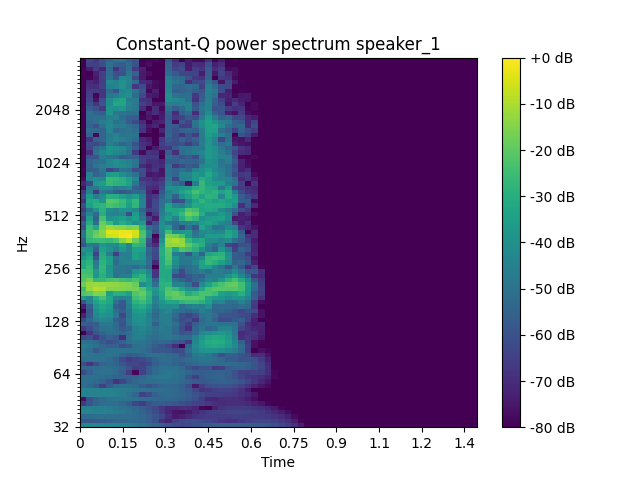 Constant-Q power spectrum speaker_1
Hz
2048
1024
512
256
128
64
32
0 0.15 0.3 0.45 0.6 0.75 0.9 1.1 1.2 1.4
Time
+0 dB
-10 dB
-20 dB
-30 dB
-40 dB
-50 dB
-60 dB
-70 dB
-80 dB